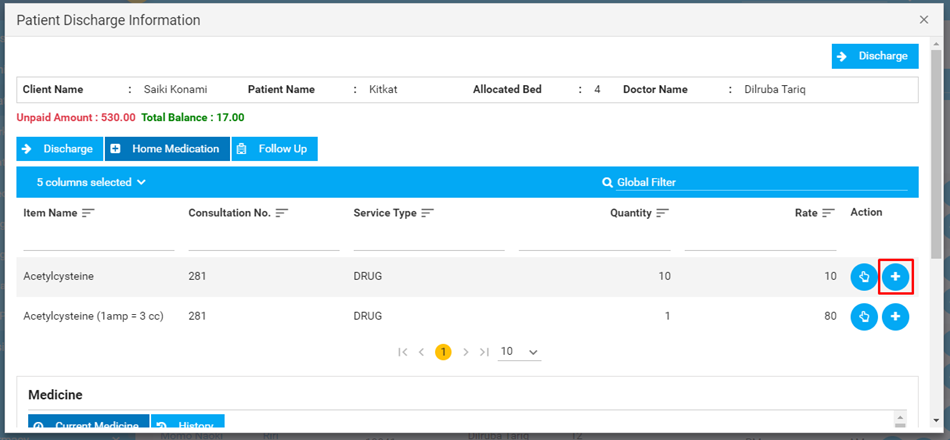 Patient Discharge Information
Discharge
Client Name : Saiki Konami Patient Name : Kitkat Allocated Bed : 4 Doctor Name : Dilruba Tariq
Unpaid Amount : 530.00 Total Balance : 17.00
Discharge Home Medication Follow Up
5 columns selected Global Filter
Item Name Consultation No. Service Type Quantity Rate Action
Acetylcysteine 281 DRUG 10 10
Acetylcysteine (1amp = 3 cc) 281 DRUG 1 80
1 10
Medicine
Current Medicine History
Dilruba Tariq 12